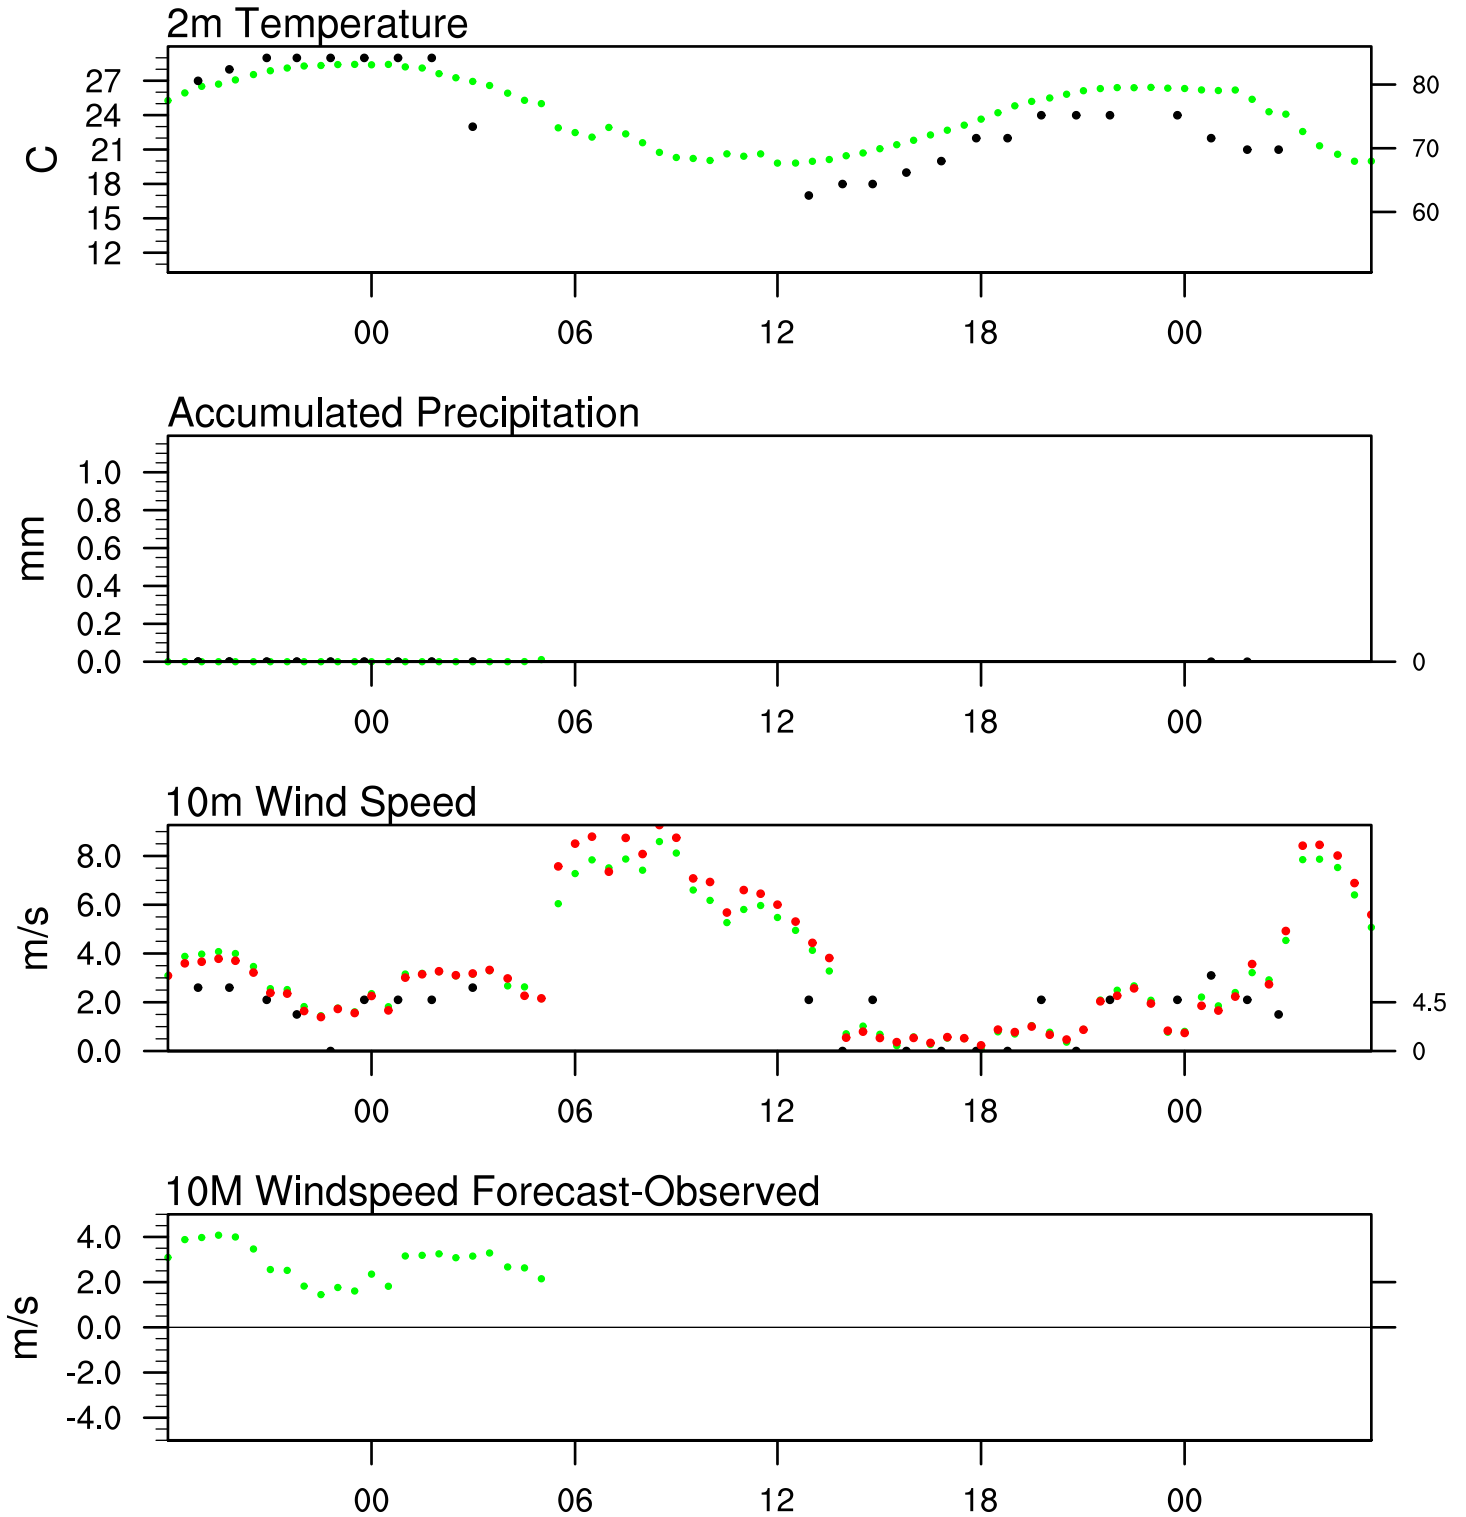 2m Temperature
27
24
21
18
15
12
C
80
70
60
00 06 12 18 00
Accumulated Precipitation
1.0
0.8
0.6
0.4
0.2
0.0
mm
0
00 06 12 18 00
10m Wind Speed
8.0
6.0
4.0
2.0
0.0
m/s
4.5
0
00 06 12 18 00
10M Windspeed Forecast-Observed
4.0
2.0
0.0
-2.0
-4.0
m/s
00 06 12 18 00